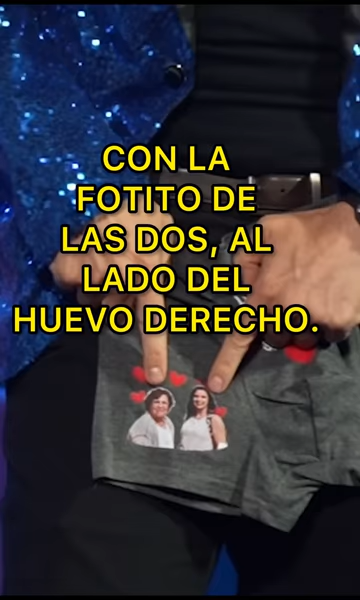 CON LA
FOTITO DE
LAS DOS, AL
LADO DEL
HUEVO DERECHO.